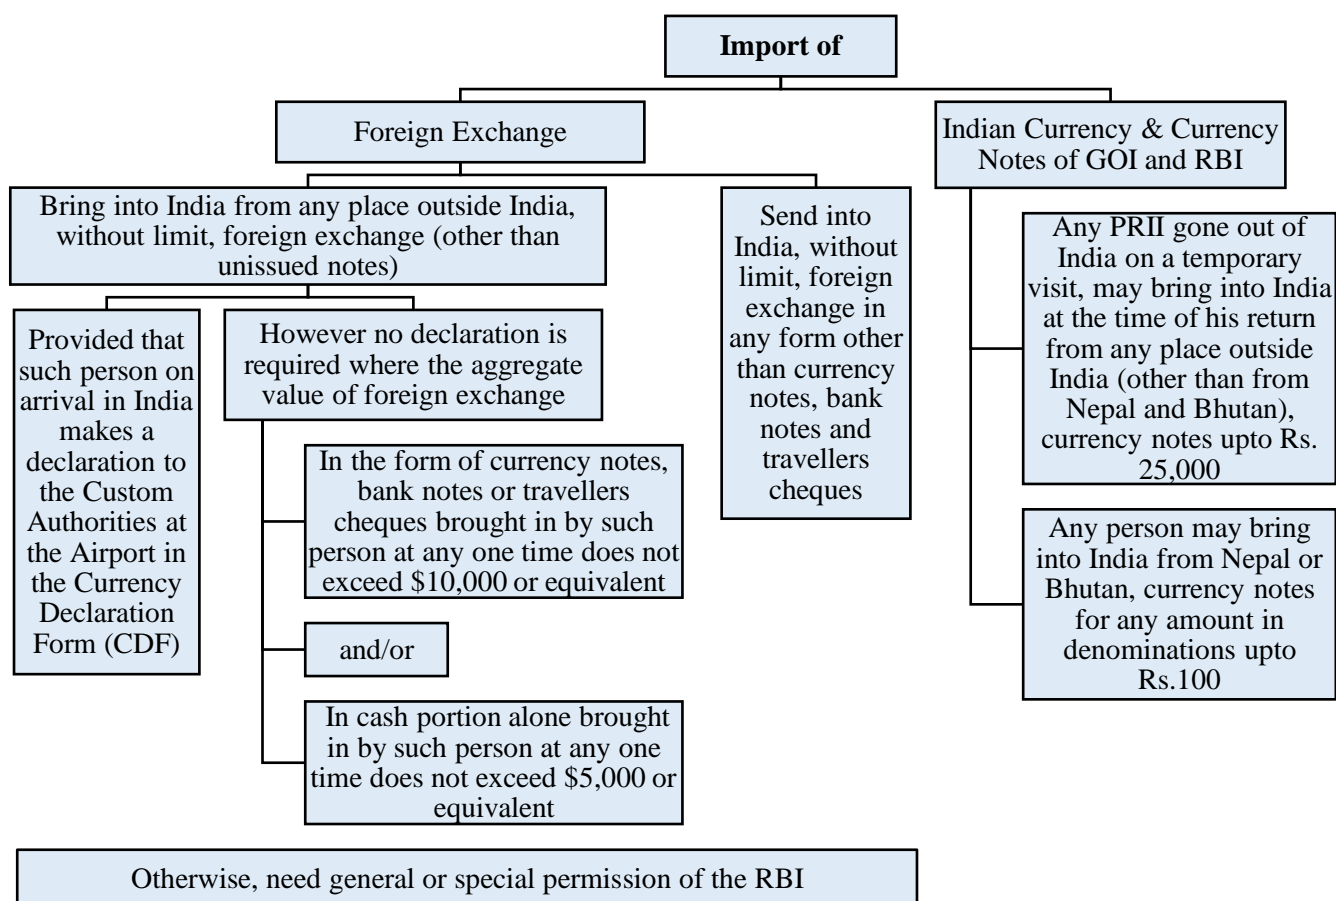 Import of
Foreign Exchange
Bring into India from any place outside India,
without limit, foreign exchange (other than
unissued notes)
Provided that
such person on
arrival in India
makes a
declaration to
the Custom
Authorities at
the Airport in
the Currency
Declaration
Form (CDF)
However no declaration is
required where the aggregate
value of foreign exchange
In the form of currency notes,
bank notes or travellers
cheques brought in by such
person at any one time does not
exceed $10,000 or equivalent
and/or
In cash portion alone brought
in by such person at any one
time does not exceed $5,000 or
equivalent
Send into
India, without
limit, foreign
exchange in
any form other
than currency
notes, bank
notes and
travellers
cheques
Indian Currency & Currency
Notes of GOI and RBI
Any PRII gone out of
India on a temporary
visit, may bring into India
at the time of his return
from any place outside
India (other than from
Nepal and Bhutan),
currency notes upto Rs.
25,000
Any person may bring
into India from Nepal or
Bhutan, currency notes
for any amount in
denominations upto
Rs.100
Otherwise, need general or special permission of the RBI